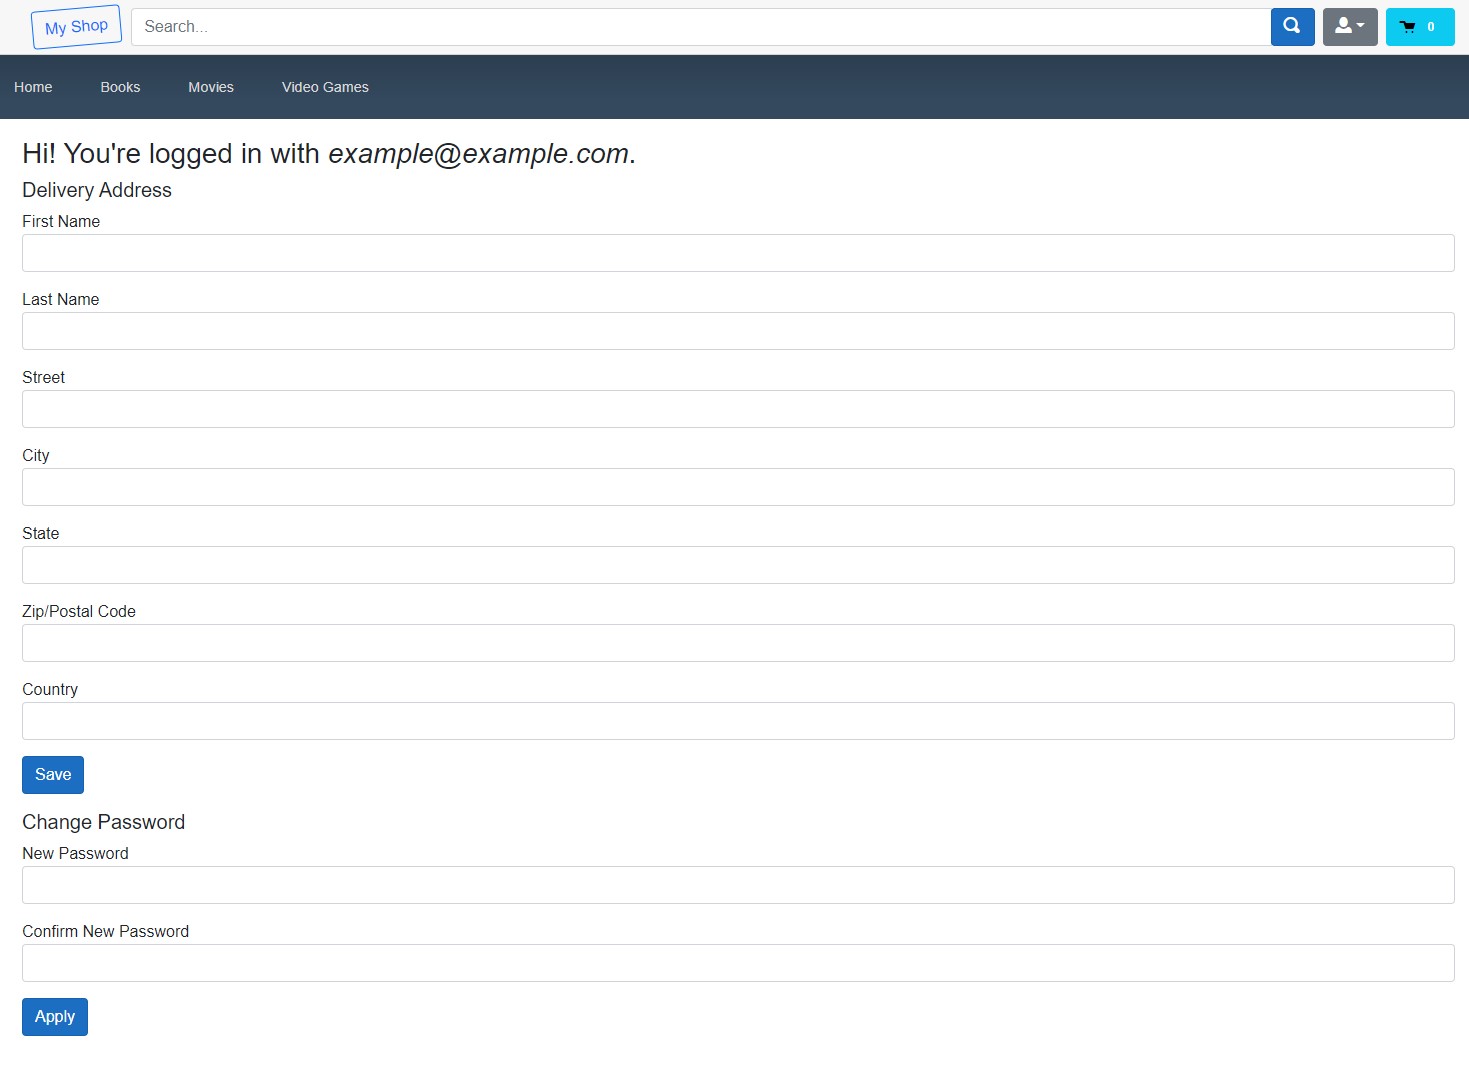 My Shop
Search...
0
Home
Books
Movies
Video Games
Hi! You're logged in with example@example.com.
Delivery Address
First Name
Last Name
Street
City
State
Zip/Postal Code
Country
Save
Change Password
New Password
Confirm New Password
Apply